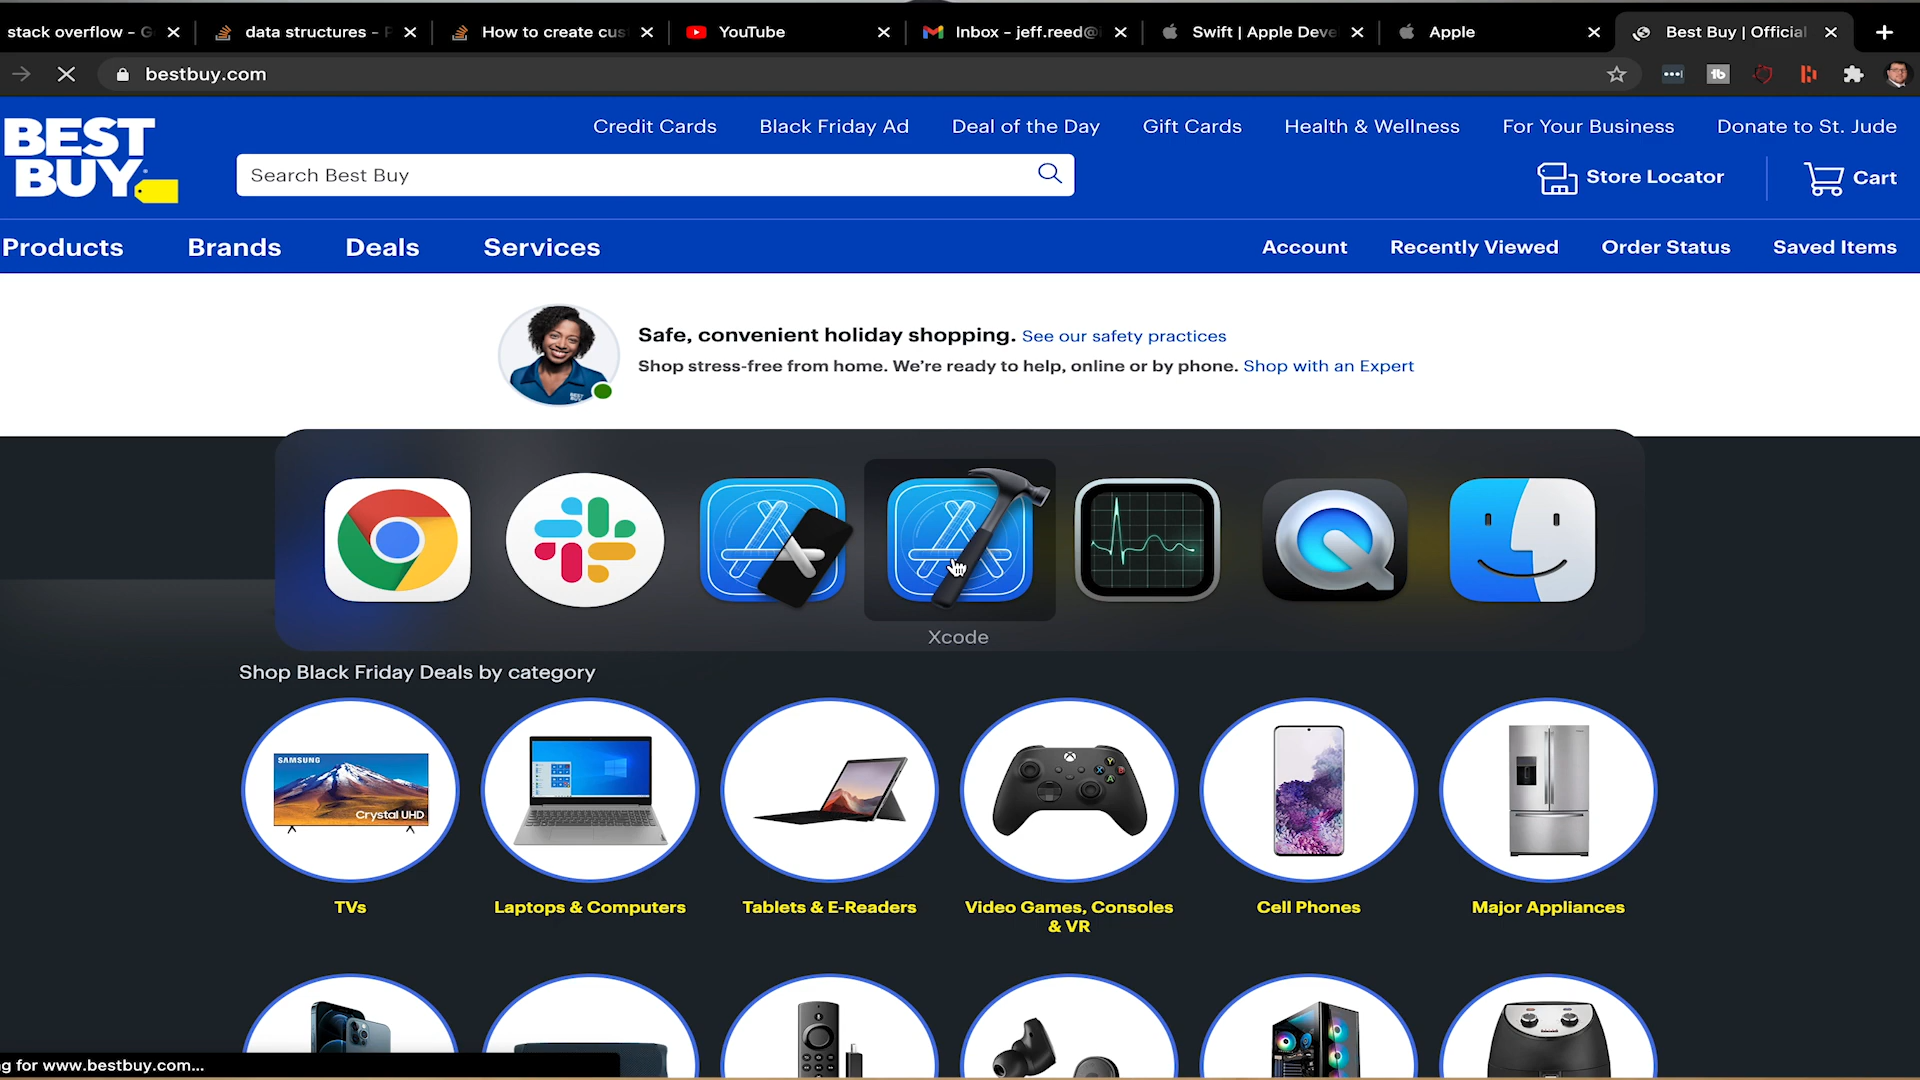 stack overflow - G
data structures -
How to create cus
YouTube
Inbox - jeff.reed@
Swift | Apple Deve
Apple
Best Buy | Official
bestbuy.com
BEST
BUY
Credit Cards
Black Friday Ad
Deal of the Day
Gift Cards
Health & Wellness
For Your Business
Donate to St. Jude
Search Best Buy
Store Locator
Cart
Products
Brands
Deals
Services
Account
Recently Viewed
Order Status
Saved Items
Safe, convenient holiday shopping. See our safety practices
Shop stress-free from home. We're ready to help, online or by phone. Shop with an Expert
Xcode
Shop Black Friday Deals by category
SAMSUNG
Crystal UHD
TVs
Laptops & Computers
Tablets & E-Readers
Video Games, Consoles
& VR
Cell Phones
Major Appliances
g for www.bestbuy.com...